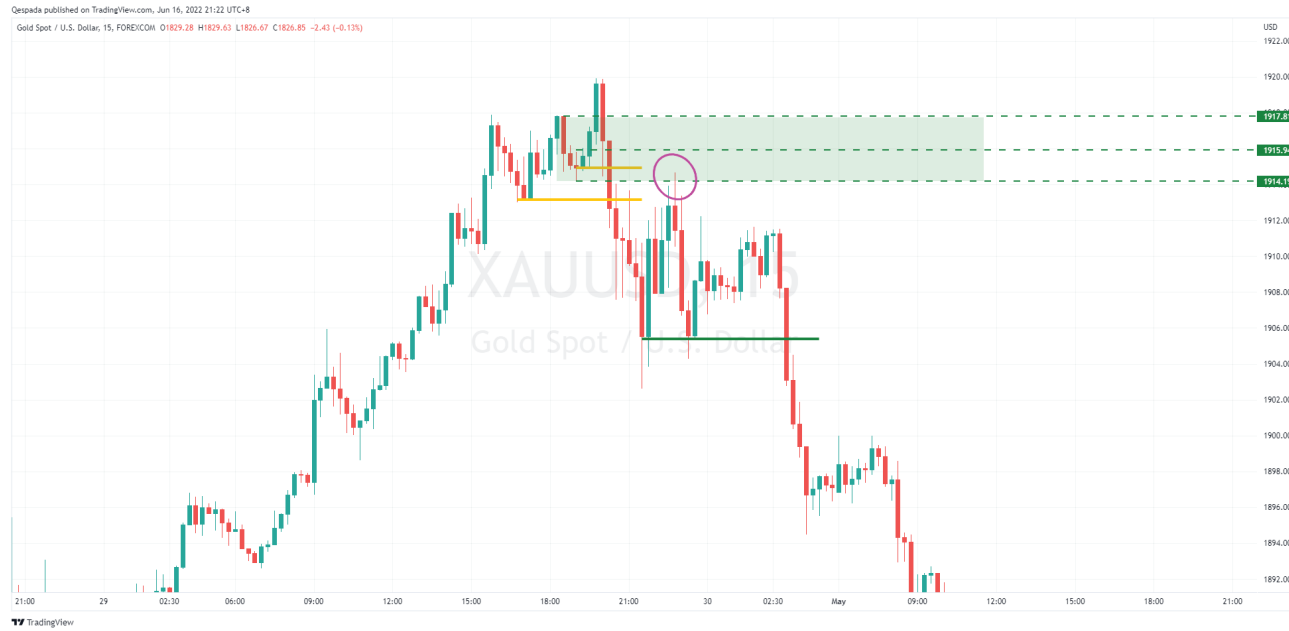 Qespada published on TradingView.com, Jun 16, 2022 21:22 UTC+8
Gold Spot / U.S. Dollar, 15, FOREXCOM O1829.28 H1829.63 L1826.67 C1826.85 −2.43 (−0.13%)
USD
1922.00
1920.00
1917.81
1915.94
1914.1
1912.00
1910.00
1908.00
1906.00
1904.00
1902.00
1900.00
1898.00
1896.00
1894.00
1892.00
XAUUSD, 15
Gold Spot / U.S. Dollar
21:00 29 02:30 06:00 09:00 12:00 15:00 18:00 21:00 30 02:30 May 09:00 12:00 15:00 18:00 21:00
TradingView